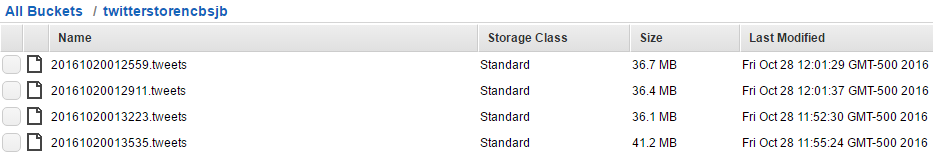 All Buckets / twitterstorencbsjb
Name Storage Class Size Last Modified
20161020012559.tweets Standard 36.7 MB Fri Oct 28 12:01:29 GMT-500 2016
20161020012911.tweets Standard 36.4 MB Fri Oct 28 12:01:37 GMT-500 2016
20161020013223.tweets Standard 36.1 MB Fri Oct 28 11:52:30 GMT-500 2016
20161020013535.tweets Standard 41.2 MB Fri Oct 28 11:55:24 GMT-500 2016